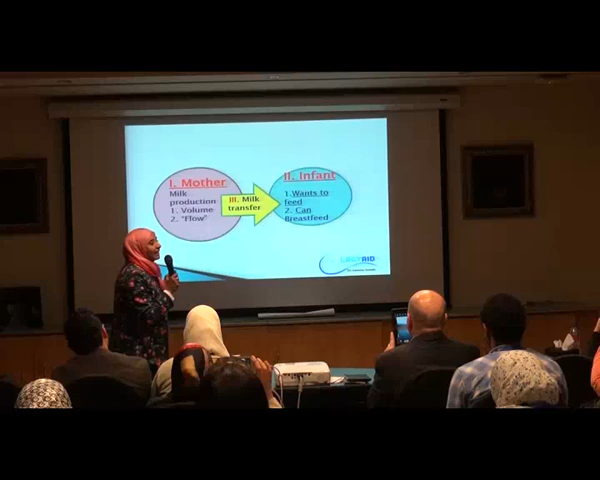 I. Mother
Milk
production
1. Volume
2. "Flow"
III. Milk
transfer
II. Infant
1.Wants to
feed
2. Can
Breastfeed